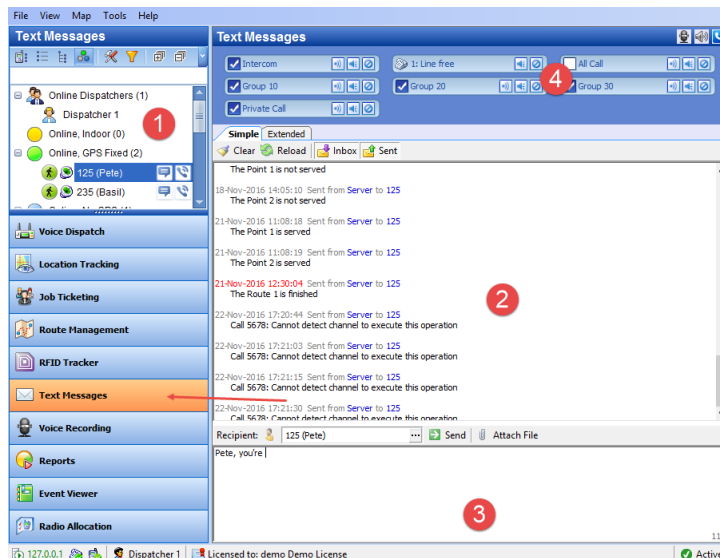 File View Map Tools Help
Text Messages
Online Dispatchers (1)
Dispatcher 1
1
Online, Indoor (0)
Online, GPS Fixed (2)
125 (Pete)
235 (Basil)
Voice Dispatch
Location Tracking
Job Ticketing
Route Management
RFID Tracker
Text Messages
Voice Recording
Reports
Event Viewer
Radio Allocation
Text Messages
Intercom
1: Line free
All Call
4
Group 10
Group 20
Group 30
Private Call
Simple Extended
Clear Reload Inbox Sent
The Point 1 is not served
18-Nov-2016 14:05:10 Sent from Server to 125
The Point 2 is not served
21-Nov-2016 11:08:18 Sent from Server to 125
The Point 1 is served
21-Nov-2016 11:08:19 Sent from Server to 125
The Point 2 is served
21-Nov-2016 12:30:04 Sent from Server to 125
The Route 1 is finished
2
22-Nov-2016 17:20:44 Sent from Server to 125
Call 5678: Cannot detect channel to execute this operation
22-Nov-2016 17:21:03 Sent from Server to 125
Call 5678: Cannot detect channel to execute this operation
22-Nov-2016 17:21:15 Sent from Server to 125
Call 5678: Cannot detect channel to execute this operation
22-Nov-2016 17:21:30 Sent from Server to 125
Call 5678: Cannot detect channel to execute this operation
Recipient: 125 (Pete) ... Send Attach File
Pete, you're
3
127.0.0.1 Dispatcher 1 Licensed to: demo Demo License